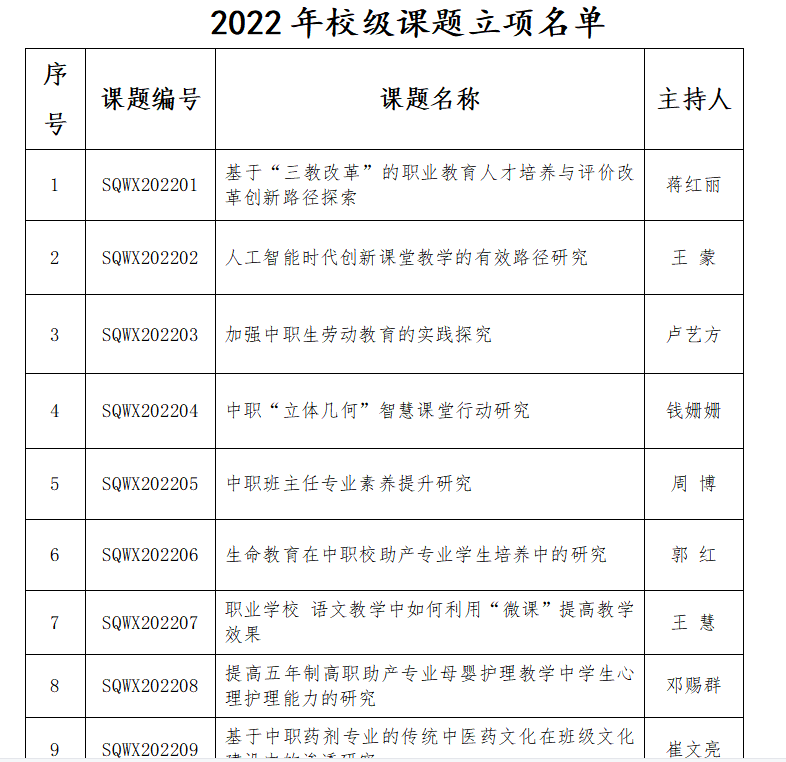 2022 年校级课题立项名单
序号 课题编号 课题名称 主持人
1 SQWX202201 基于“三教改革”的职业教育人才培养与评价改
革创新路径探索 蒋红丽
2 SQWX202202 人工智能时代创新课堂教学的有效路径研究 王 蒙
3 SQWX202203 加强中职生劳动教育的实践探究 卢艺方
4 SQWX202204 中职“立体几何”智慧课堂行动研究 钱姗姗
5 SQWX202205 中职班主任专业素养提升研究 周 博
6 SQWX202206 生命教育在中职校助产专业学生培养中的研究 郭 红
7 SQWX202207 职业学校 语文教学中如何利用“微课”提高教学
效果 王 慧
8 SQWX202208 提高五年制高职助产专业母婴护理教学中学生心
理护理能力的研究 邓赐群
9 SQWX202209 基于中职药剂专业的传统中医药文化在班级文化 崔文亮